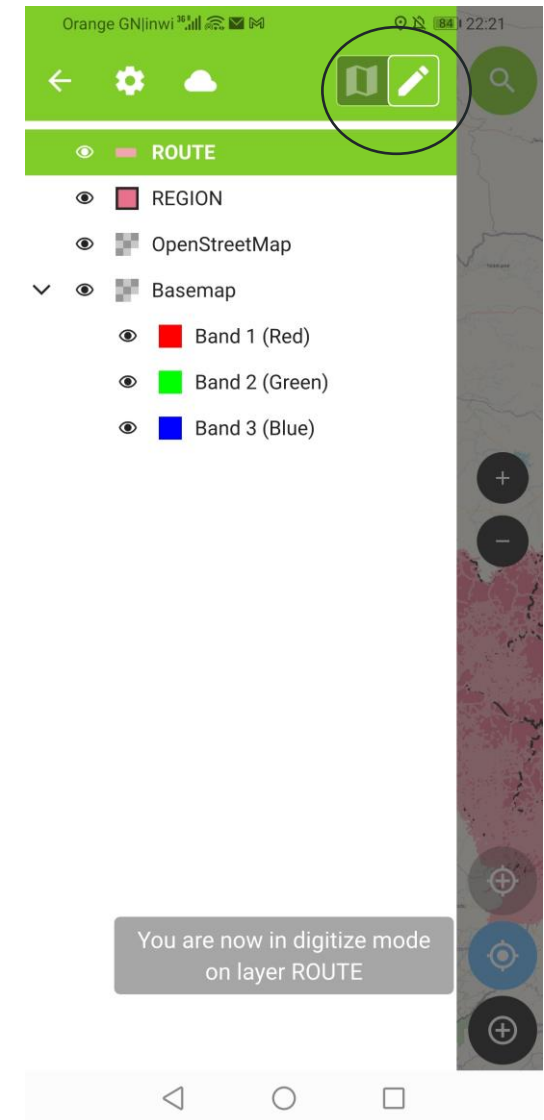 Orange GN|inwi 84 22:21
ROUTE
REGION
OpenStreetMap
Basemap
Band 1 (Red)
Band 2 (Green)
Band 3 (Blue)
You are now in digitize mode
on layer ROUTE